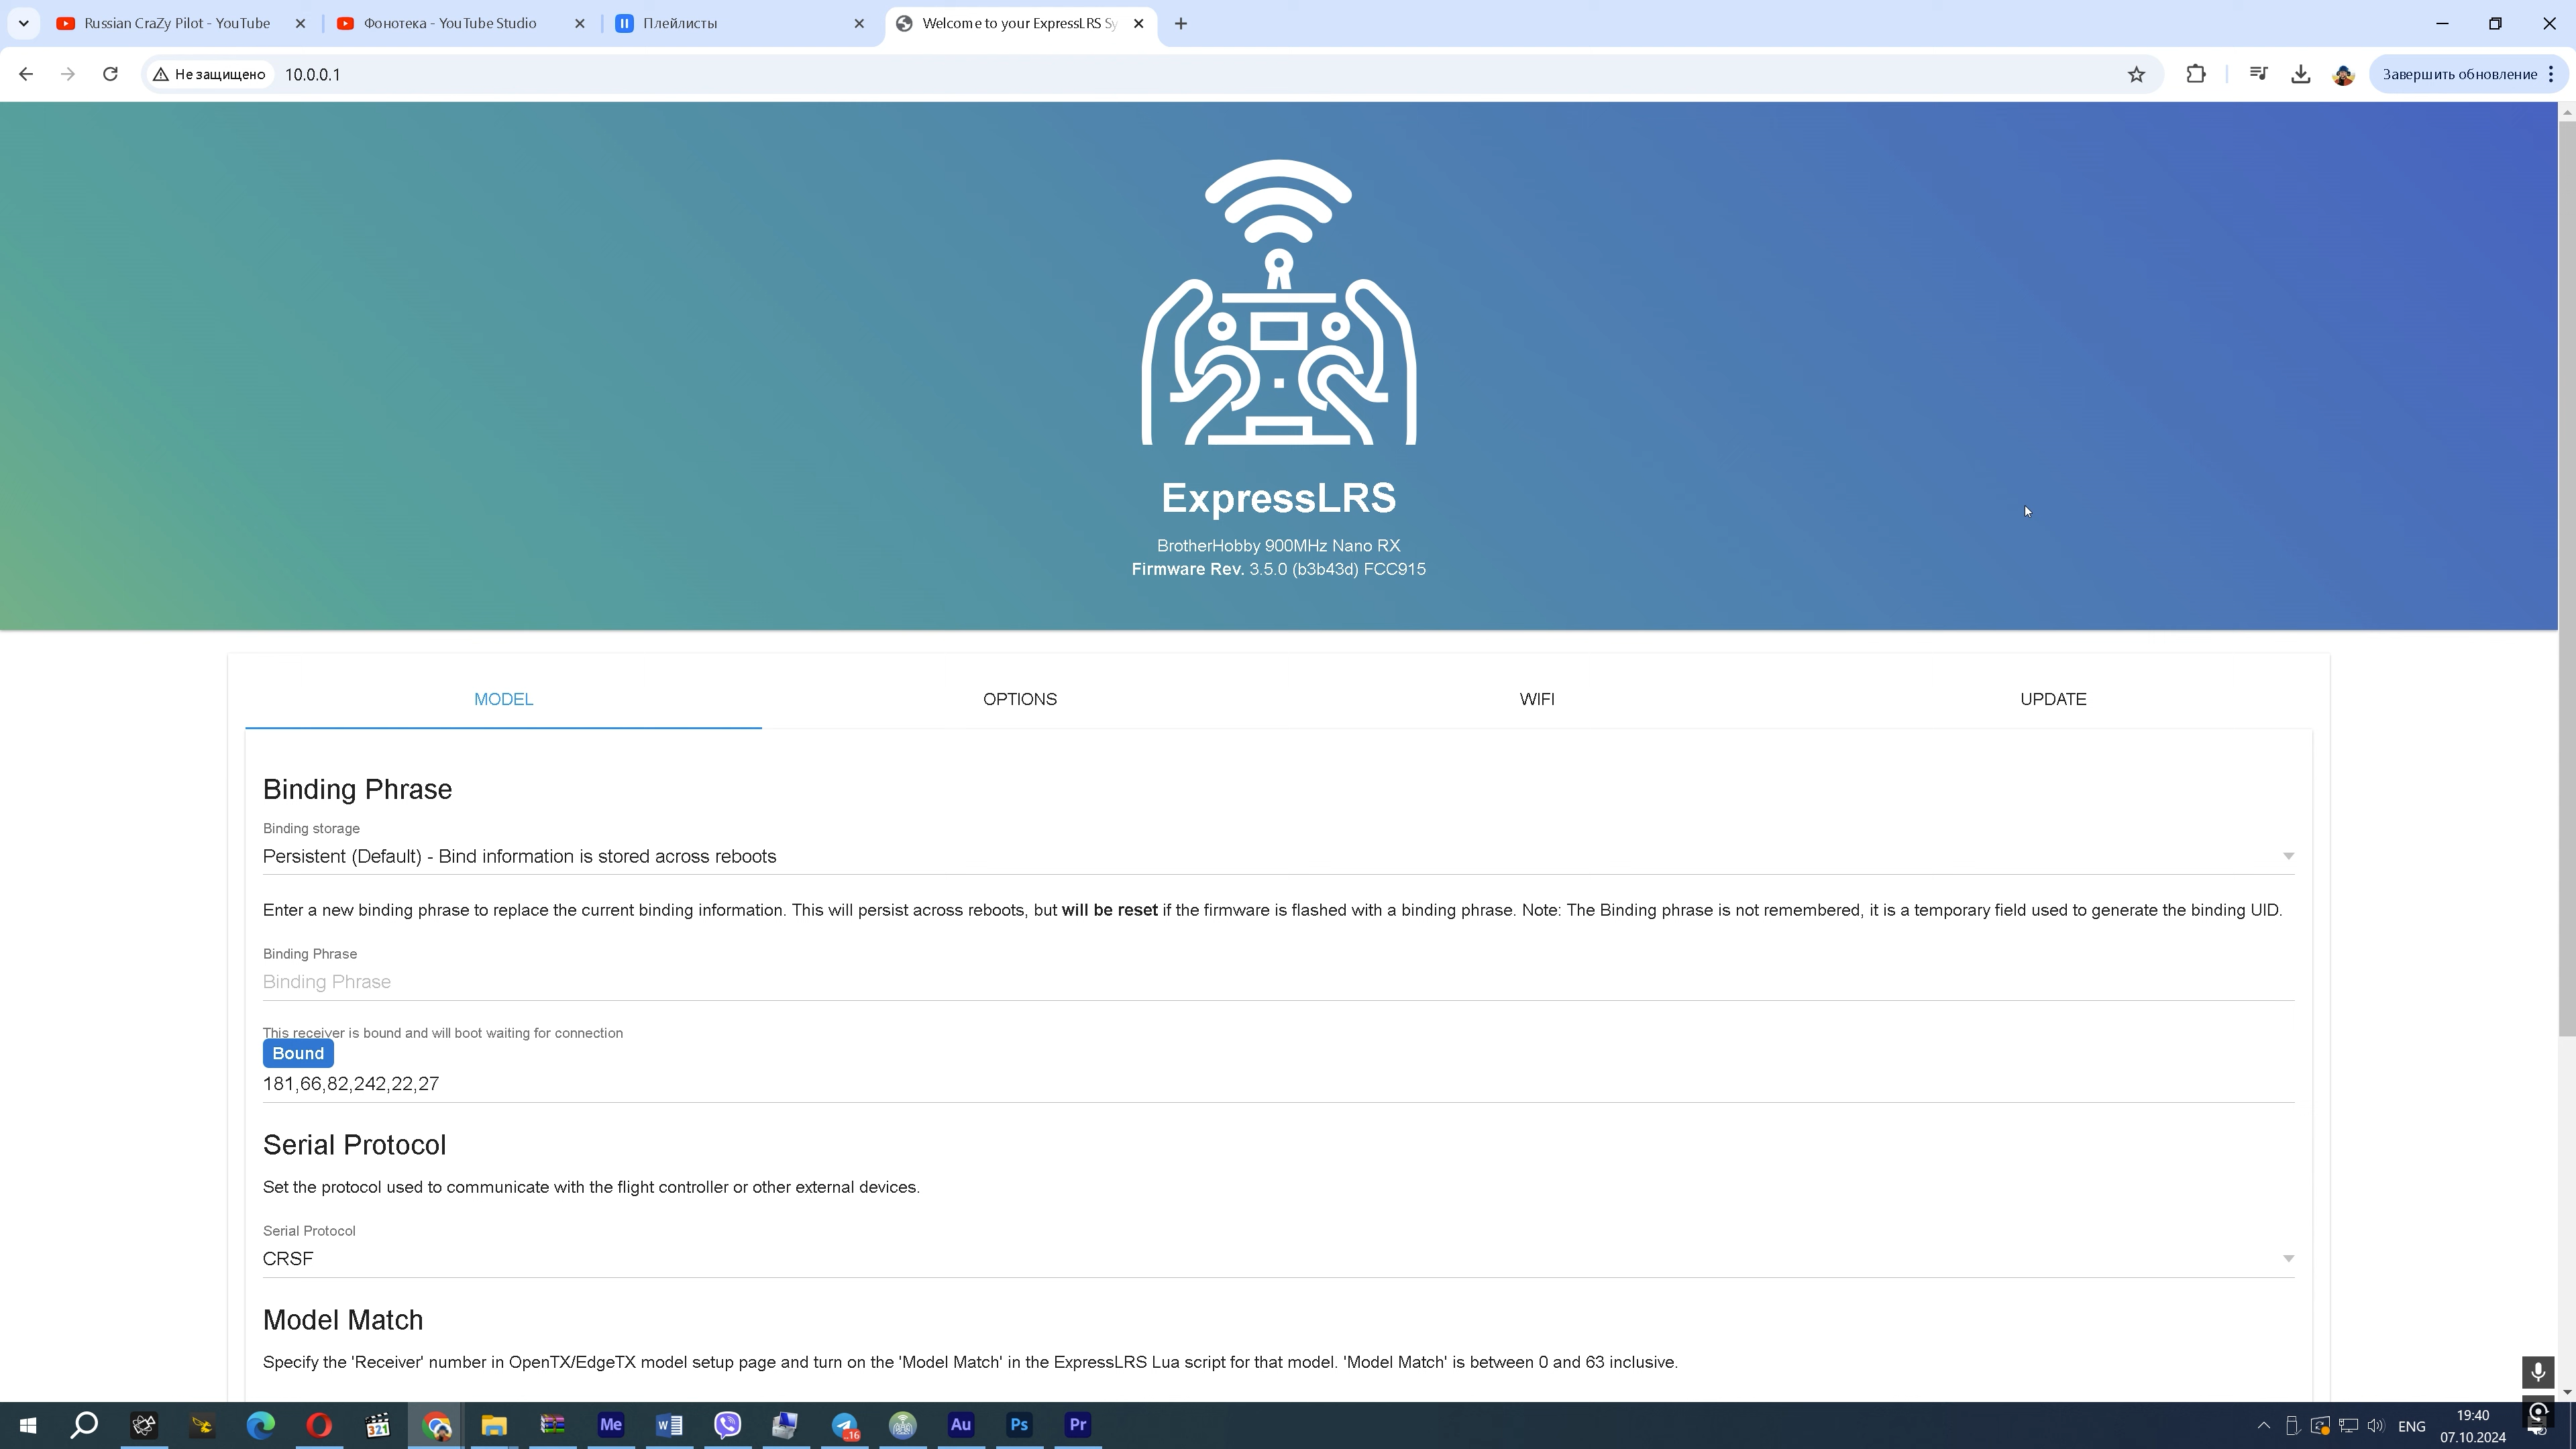 Russian CraZy Pilot - YouTube
Фонотека - YouTube Studio
Плейлисты
Welcome to your ExpressLRS Sy
Не защищено
10.0.0.1
Завершить обновление
ExpressLRS
BrotherHobby 900MHz Nano RX
Firmware Rev. 3.5.0 (b3b43d) FCC915
MODEL
OPTIONS
WIFI
UPDATE
Binding Phrase
Binding storage
Persistent (Default) - Bind information is stored across reboots
Enter a new binding phrase to replace the current binding information. This will persist across reboots, but will be reset if the firmware is flashed with a binding phrase. Note: The Binding phrase is not remembered, it is a temporary field used to generate the binding UID.
Binding Phrase
Binding Phrase
This receiver is bound and will boot waiting for connection
Bound
181,66,82,242,22,27
Serial Protocol
Set the protocol used to communicate with the flight controller or other external devices.
Serial Protocol
CRSF
Model Match
Specify the 'Receiver' number in OpenTX/EdgeTX model setup page and turn on the 'Model Match' in the ExpressLRS Lua script for that model. 'Model Match' is between 0 and 63 inclusive.
321
Me
W
..16
Au
Ps
Pr
ENG
19:40
07.10.2024